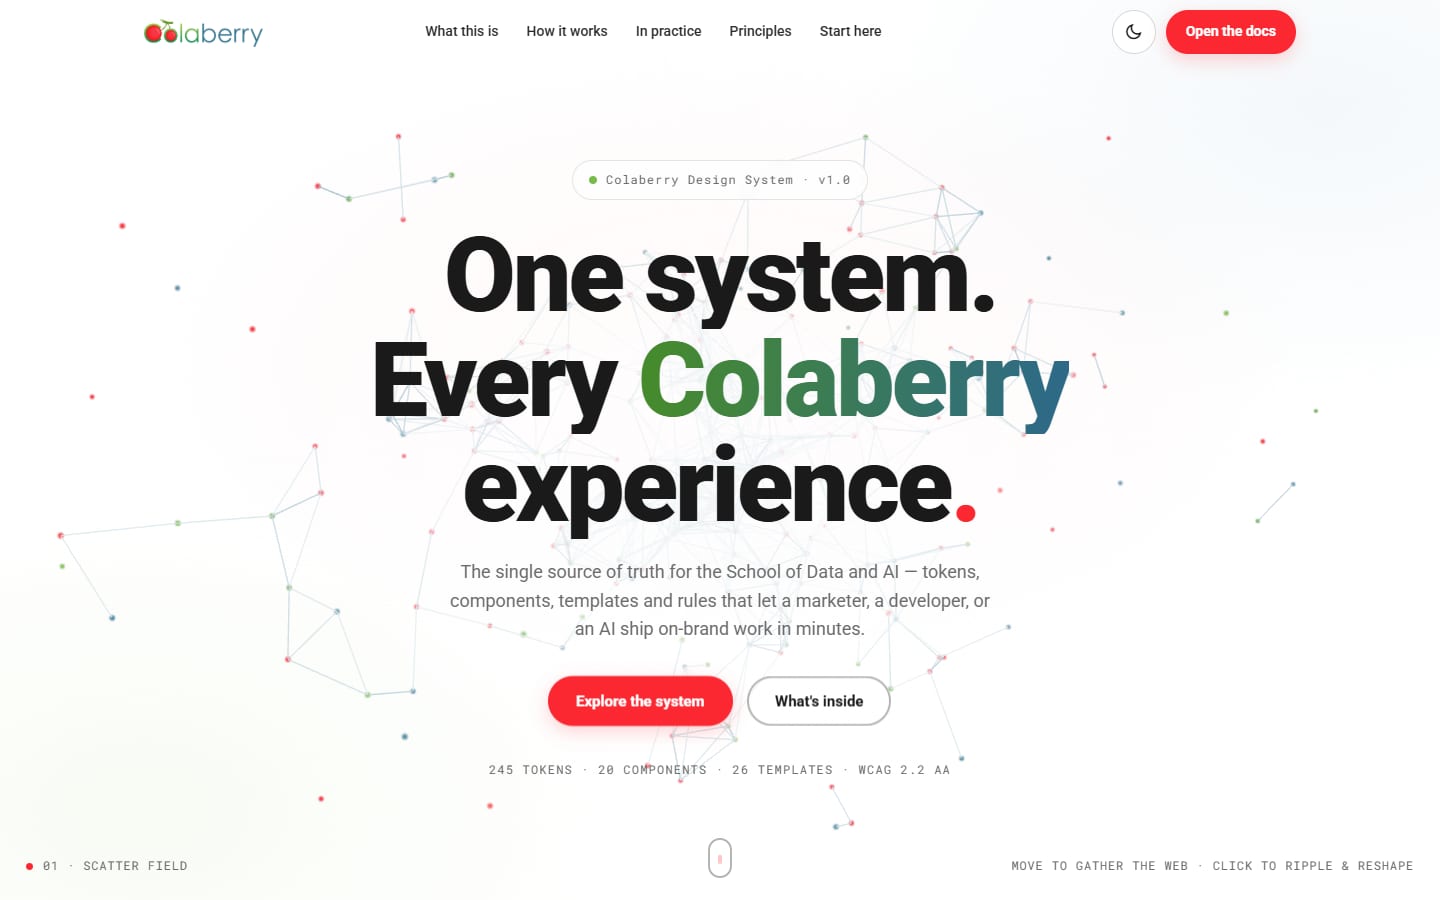 Colaberry
What this is
How it works
In practice
Principles
Start here
Open the docs
Colaberry Design System · v1.0
One system.
Every Colaberry
experience.
The single source of truth for the School of Data and AI — tokens,
components, templates and rules that let a marketer, a developer, or
an AI ship on-brand work in minutes.
Explore the system
What's inside
245 TOKENS · 20 COMPONENTS · 26 TEMPLATES · WCAG 2.2 AA
01 · SCATTER FIELD
MOVE TO GATHER THE WEB · CLICK TO RIPPLE & RESHAPE